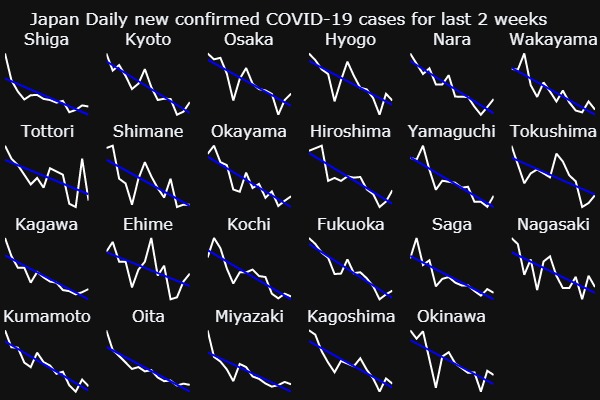 Japan Daily new confirmed COVID-19 cases for last 2 weeks
Shiga Kyoto Osaka Hyogo Nara Wakayama
Tottori Shimane Okayama Hiroshima Yamaguchi Tokushima
Kagawa Ehime Kochi Fukuoka Saga Nagasaki
Kumamoto Oita Miyazaki Kagoshima Okinawa